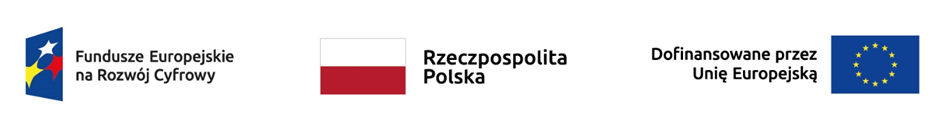 Fundusze Europejskie
na Rozwój Cyfrowy
Rzeczpospolita
Polska
Dofinansowane przez
Unię Europejską